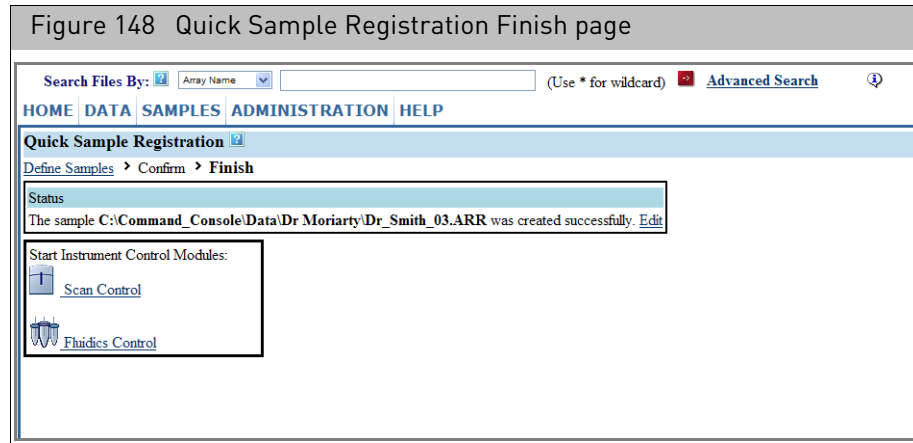 Figure 148 Quick Sample Registration Finish page
Search Files By: ? Array Name (Use * for wildcard) Advanced Search
HOME DATA SAMPLES ADMINISTRATION HELP
Quick Sample Registration ?
Define Samples > Confirm > Finish
Status
The sample C:\Command_Console\Data\Dr Moriarty\Dr_Smith_03.ARR was created successfully. Edit
Start Instrument Control Modules:
Scan Control
Fluidics Control